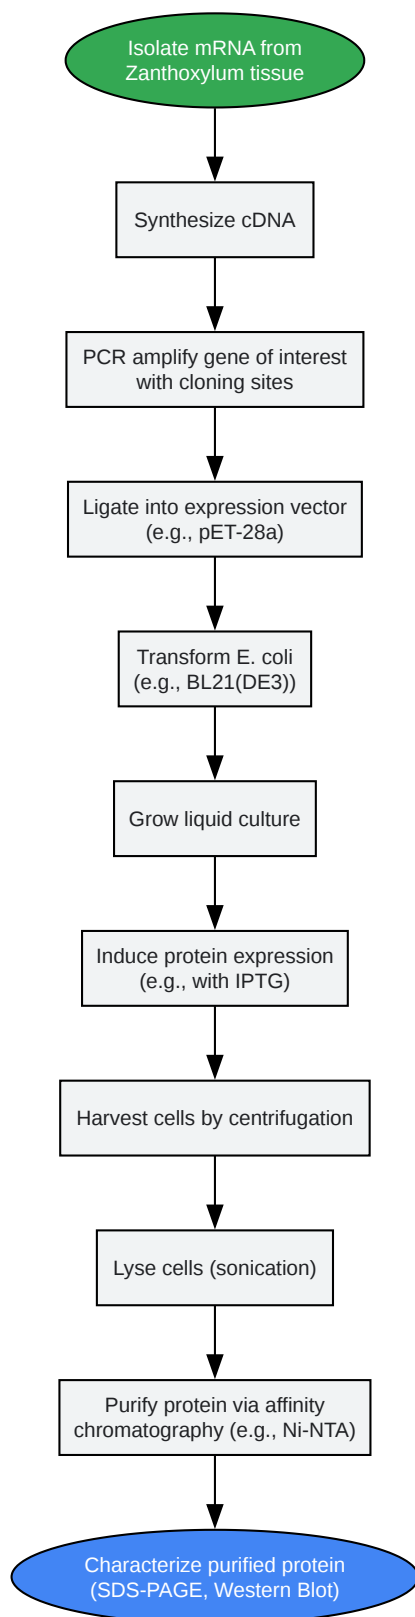 Isolate mRNA from
Zanthoxylum tissue
Synthesize cDNA
PCR amplify gene of interest
with cloning sites
Ligate into expression vector
(e.g., pET-28a)
Transform E. coli
(e.g., BL21(DE3))
Grow liquid culture
Induce protein expression
(e.g., with IPTG)
Harvest cells by centrifugation
Lyse cells (sonication)
Purify protein via affinity
chromatography (e.g., Ni-NTA)
Characterize purified protein
(SDS-PAGE, Western Blot)